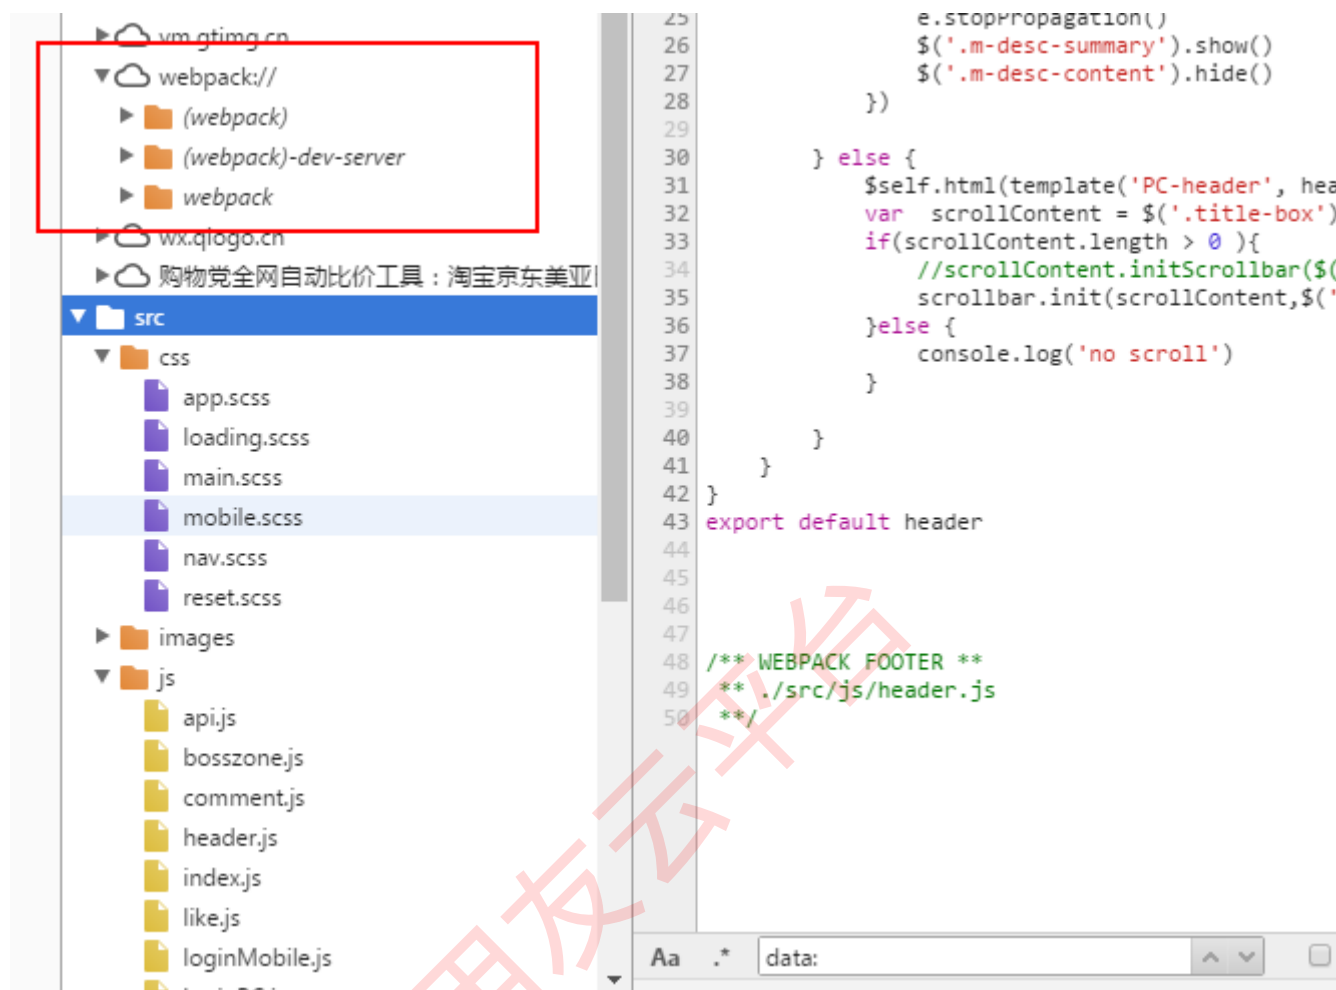 vm.gtimg.cn
webpack://
(webpack)
(webpack)-dev-server
webpack
wx.qlogo.cn
购物党全网自动比价工具：淘宝京东美亚
src
css
app.scss
loading.scss
main.scss
mobile.scss
nav.scss
reset.scss
images
js
api.js
bosszone.js
comment.js
header.js
index.js
like.js
loginMobile.js
25 e.stopPropagation()
26 $('.m-desc-summary').show()
27 $('.m-desc-content').hide()
28 })
29
30 } else {
31 $self.html(template('PC-header', hea
32 var scrollContent = $('.title-box')
33 if(scrollContent.length > 0 ){
34 //scrollContent.initScrollbar($(
35 scrollbar.init(scrollContent,$('
36 }else {
37 console.log('no scroll')
38 }
39
40 }
41 }
42 }
43 export default header
44
45
46
47
48 /** WEBPACK FOOTER **
49 ** ./src/js/header.js
50 **/
Aa .* data:
用友云平台